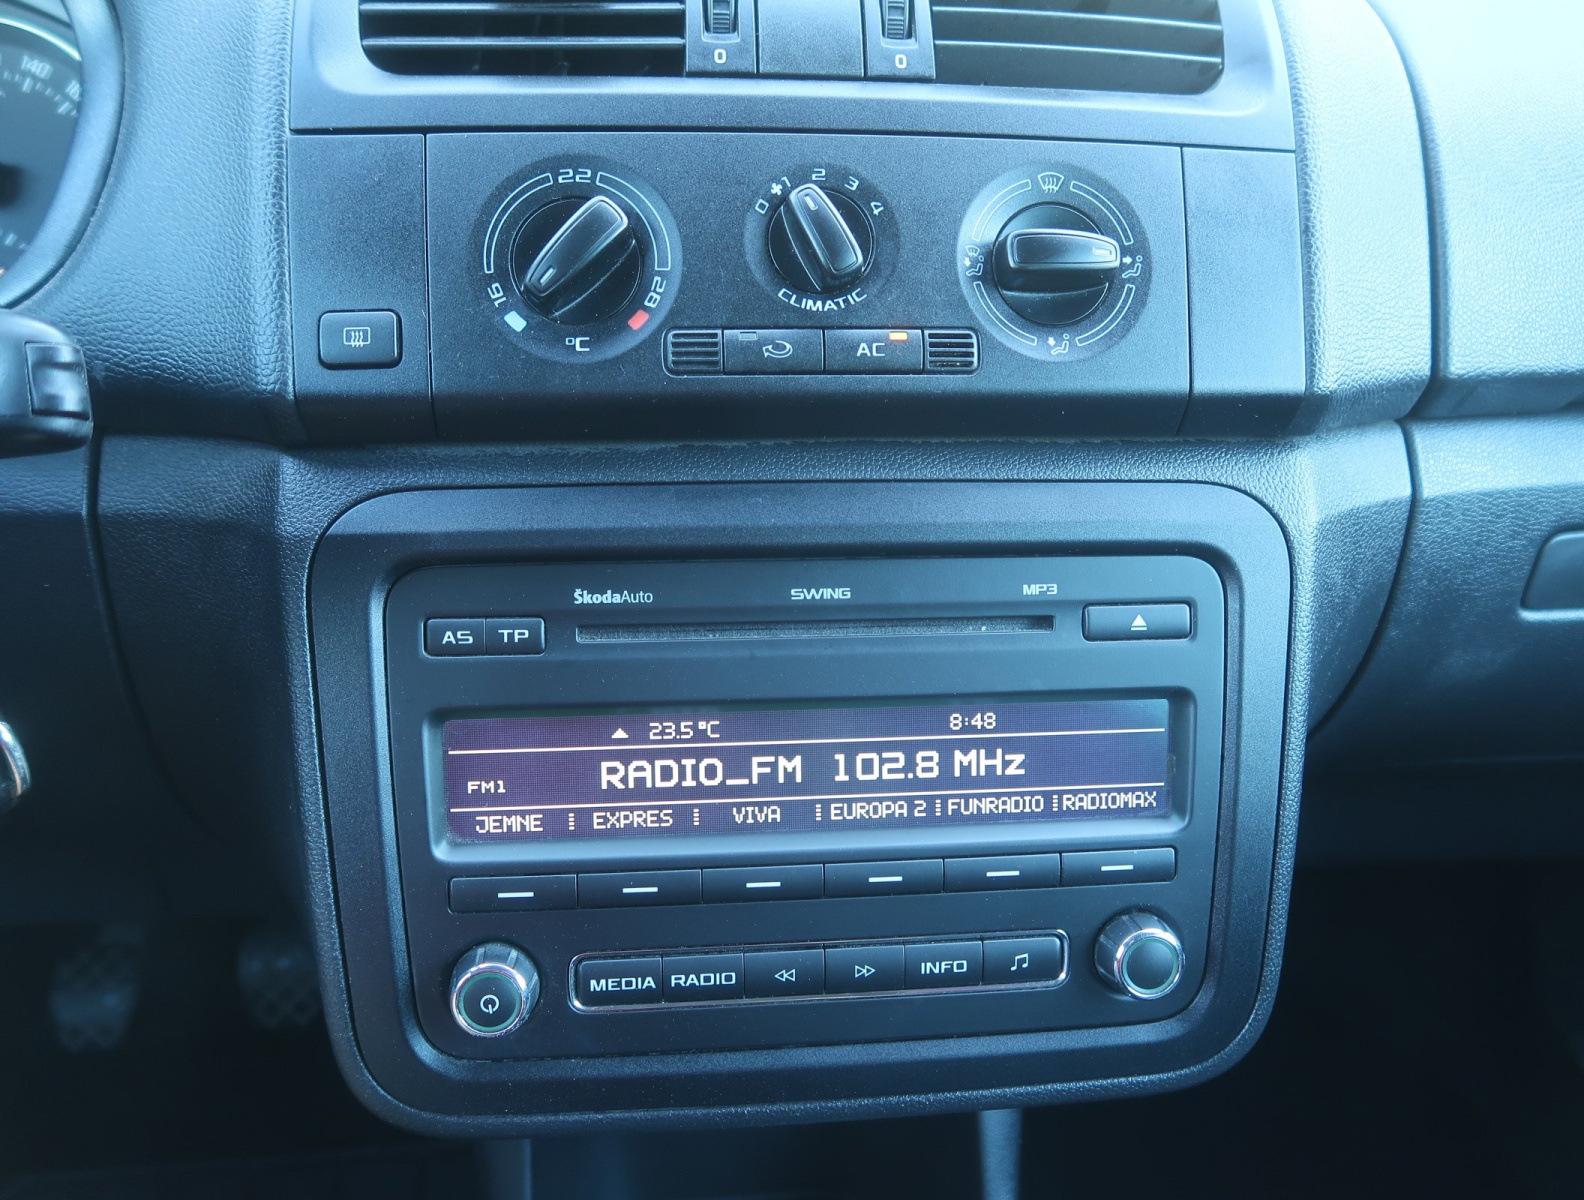 140
0 0
22
16 28
°C
0 1 2 3 4
CLIMATIC
AC
ŠkodaAuto SWING MP3
AS TP
23.5°C 8:48
FM1 RADIO_FM 102.8 MHz
JEMNE EXPRES VIVA EUROPA 2 FUNRADIO RADIOMAX
MEDIA RADIO INFO